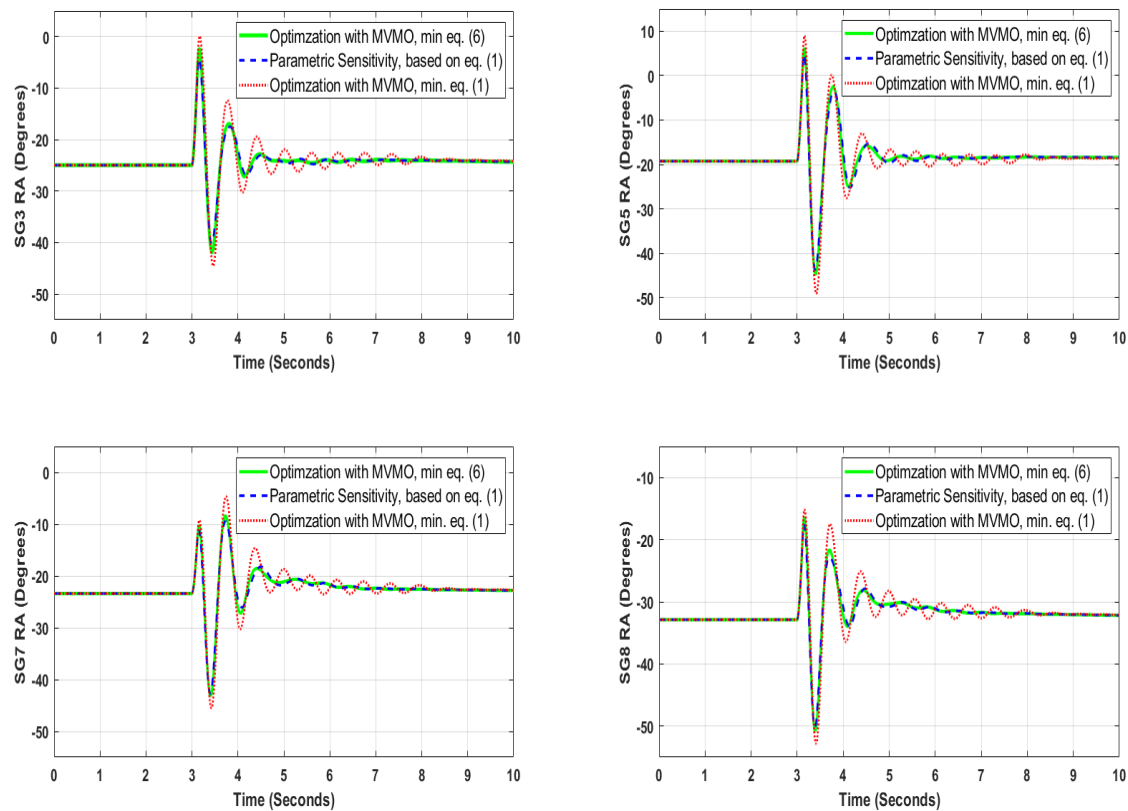 Optimzation with MVMO, min eq. (6)
Parametric Sensitivity, based on eq. (1)
Optimzation with MVMO, min. eq. (1)
0
-10
-20
-30
-40
-50
SG3 RA (Degrees)
0 1 2 3 4 5 6 7 8 9 10
Time (Seconds)
Optimzation with MVMO, min eq. (6)
Parametric Sensitivity, based on eq. (1)
Optimzation with MVMO, min. eq. (1)
10
0
-10
-20
-30
-40
-50
SG5 RA (Degrees)
0 1 2 3 4 5 6 7 8 9 10
Time (Seconds)
Optimzation with MVMO, min eq. (6)
Parametric Sensitivity, based on eq. (1)
Optimzation with MVMO, min. eq. (1)
0
-10
-20
-30
-40
-50
SG7 RA (Degrees)
0 1 2 3 4 5 6 7 8 9 10
Time (Seconds)
Optimzation with MVMO, min eq. (6)
Parametric Sensitivity, based on eq. (1)
Optimzation with MVMO, min. eq. (1)
-10
-20
-30
-40
-50
SG8 RA (Degrees)
0 1 2 3 4 5 6 7 8 9 10
Time (Seconds)